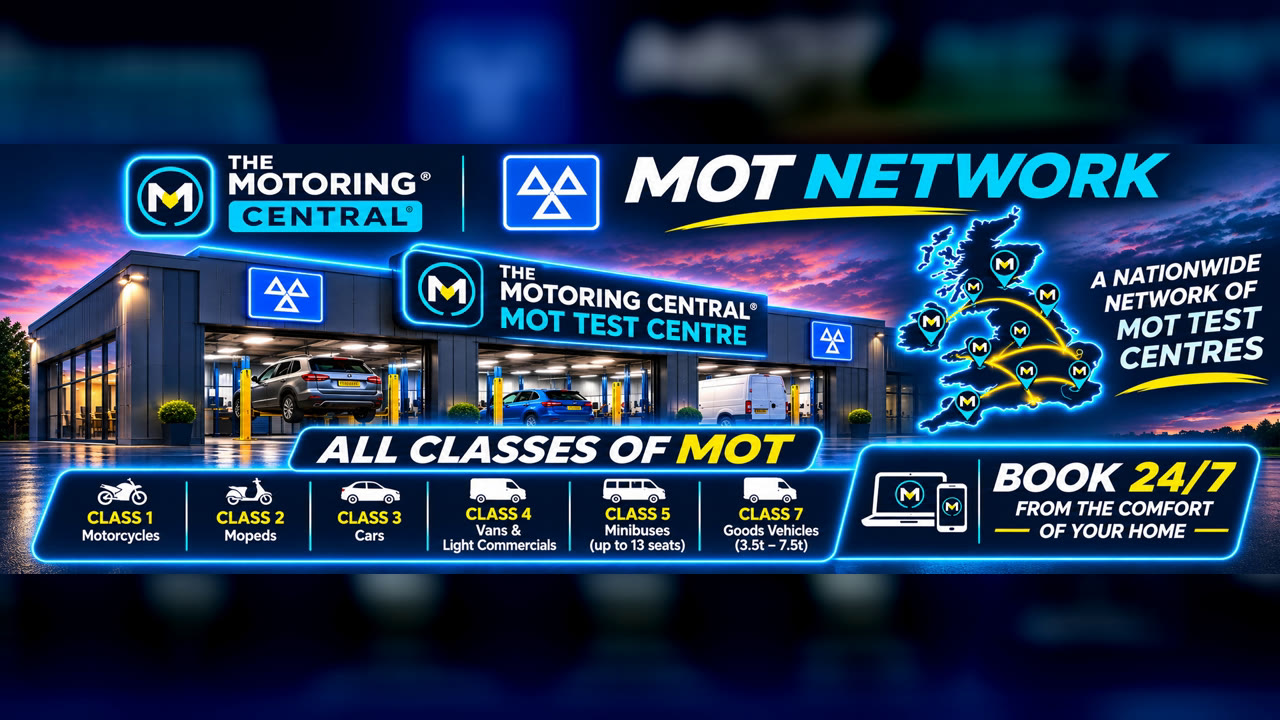 THE
MOTORING®
CENTRAL®
MOT NETWORK
THE
MOTORING CENTRAL®
MOT TEST CENTRE
A NATIONWIDE
NETWORK OF
MOT TEST
CENTRES
ALL CLASSES OF MOT
CLASS 1
Motorcycles
CLASS 2
Mopeds
CLASS 3
Cars
CLASS 4
Vans &
Light Commercials
CLASS 5
Minibuses
(up to 13 seats)
CLASS 7
Goods Vehicles
(3.5t – 7.5t)
BOOK 24/7
FROM THE COMFORT
OF YOUR HOME